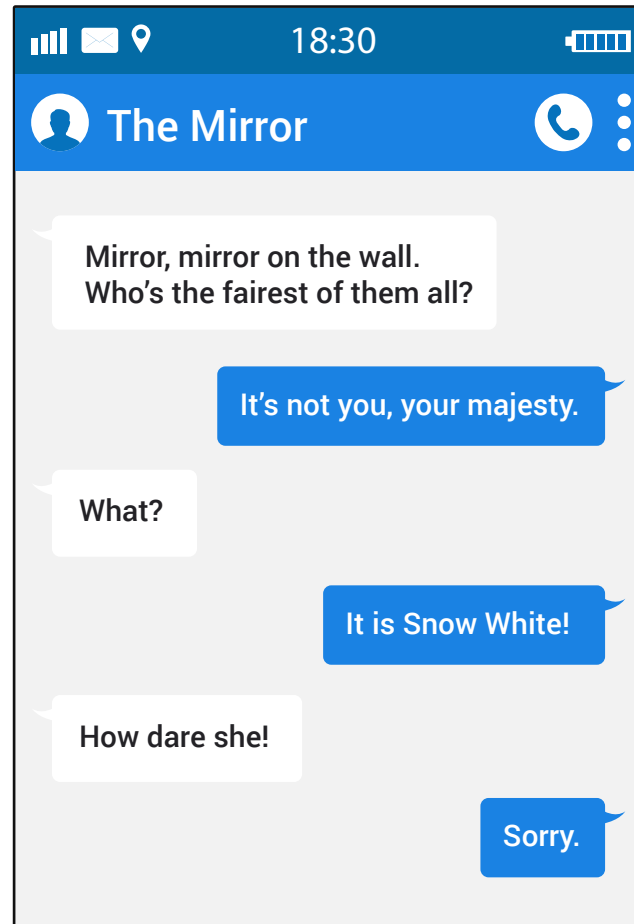 18:30
The Mirror
Mirror, mirror on the wall.
Who’s the fairest of them all?
It’s not you, your majesty.
What?
It is Snow White!
How dare she!
Sorry.